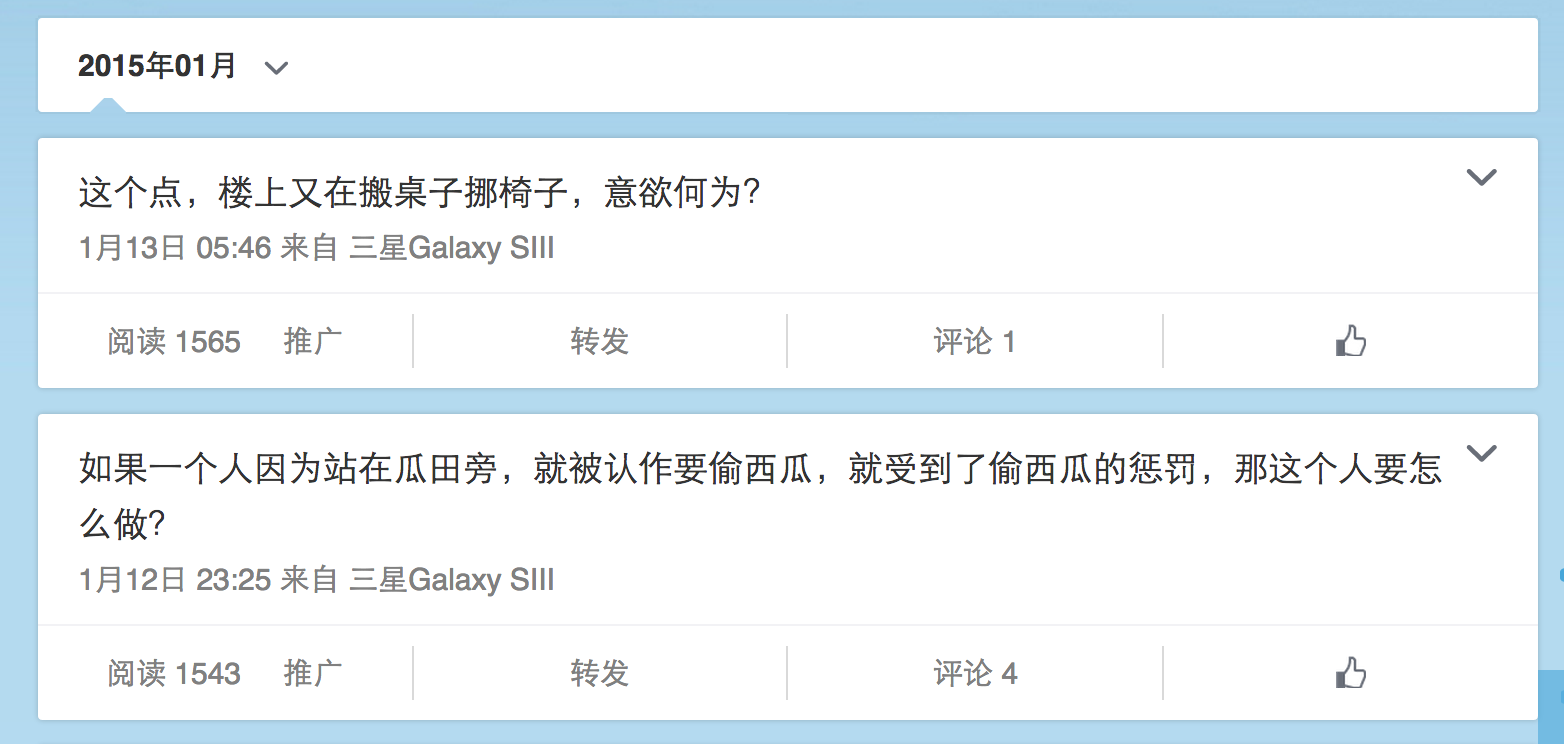 2015年01月
这个点，楼上又在搬桌子挪椅子，意欲何为？
1月13日 05:46 来自 三星Galaxy SIII
阅读 1565 推广 转发 评论 1
如果一个人因为站在瓜田旁，就被认作要偷西瓜，就受到了偷西瓜的惩罚，那这个人要怎
么做？
1月12日 23:25 来自 三星Galaxy SIII
阅读 1543 推广 转发 评论 4